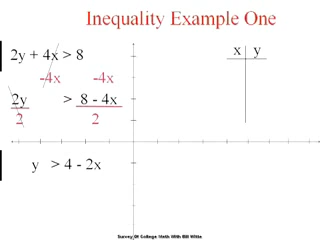 Inequality Example One
2y + 4x > 8
-4x -4x
2y > 8 - 4x
2 2
y > 4 - 2x
x y
Survey Of College Math With Bill Witte